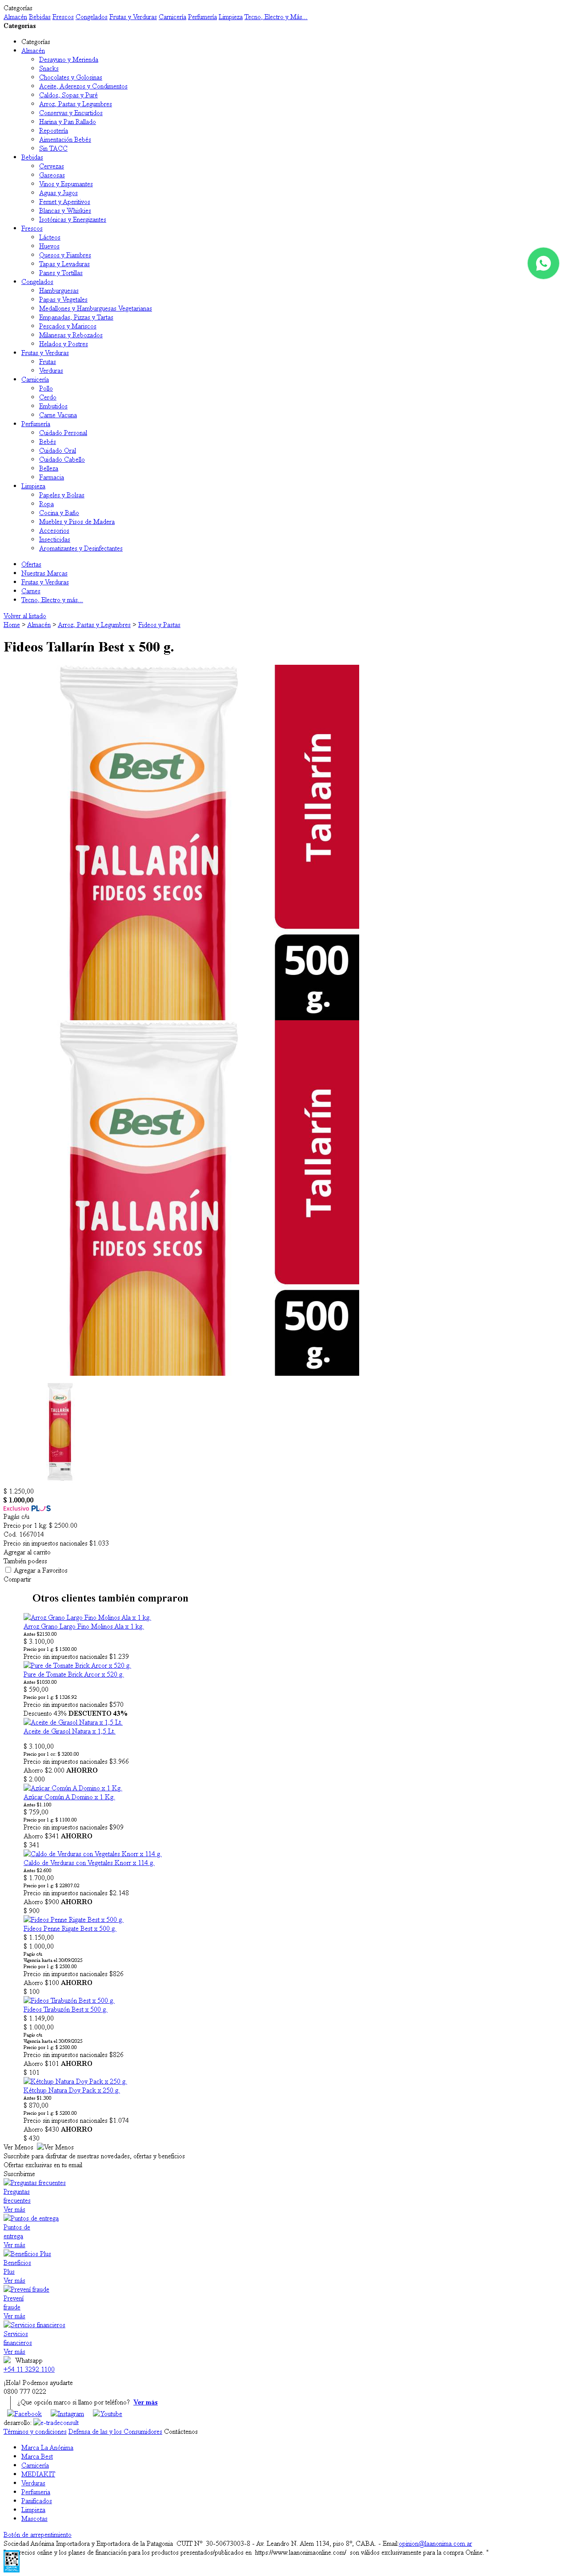 Categorías
Almacén Bebidas Frescos Congelados Frutas y Verduras Carnicería Perfumería Limpieza Tecno, Electro y Más...
Categorías
Categorías
Almacén
Desayuno y Merienda
Snacks
Chocolates y Golosinas
Aceite, Aderezos y Condimentos
Caldos, Sopas y Puré
Arroz, Pastas y Legumbres
Conservas y Encurtidos
Harina y Pan Rallado
Repostería
Aimentación Bebés
Sin TACC
Bebidas
Cervezas
Gaseosas
Vinos y Espumantes
Aguas y Jugos
Fernet y Aperitivos
Blancas y Whiskies
Isotónicas y Energizantes
Frescos
Lácteos
Huevos
Quesos y Fiambres
Tapas y Levaduras
Panes y Tortillas
Congelados
Hamburguesas
Papas y Vegetales
Medallones y Hamburguesas Vegetarianas
Empanadas, Pizzas y Tartas
Pescados y Mariscos
Milanesas y Rebozados
Helados y Postres
Frutas y Verduras
Frutas
Verduras
Carnicería
Pollo
Cerdo
Embutidos
Carne Vacuna
Perfumería
Cuidado Personal
Bebés
Cuidado Oral
Cuidado Cabello
Belleza
Farmacia
Limpieza
Papeles y Bolsas
Ropa
Cocina y Baño
Muebles y Pisos de Madera
Accesorios
Insecticidas
Aromatizantes y Desinfectantes
Ofertas
Nuestras Marcas
Frutas y Verduras
Carnes
Tecno, Electro y más...
Volver al listado
Home > Almacén > Arroz, Pastas y Legumbres > Fideos y Pastas
Fideos Tallarín Best x 500 g.
Best
TALLARÍN
FIDEOS SECOS
Tallarín
500
g.
Best
TALLARÍN
FIDEOS SECOS
Tallarín
500
g.
Best
TALLARÍN
$ 1.250,00
$ 1.000,00
Exclusivo PLUS
Pagás c/u
Precio por 1 kg: $ 2500.00
Cod. 1667014
Precio sin impuestos nacionales $1.033
Agregar al carrito
También podess
Agregar a Favoritos
Compartir
Otros clientes también compraron
Arroz Grano Largo Fino Molinos Ala x 1 kg.
Arroz Grano Largo Fino Molinos Ala x 1 kg.
Antes $2150.00
$ 3.100,00
Precio por 1 g: $ 1500.00
Precio sin impuestos nacionales $1.239
Pure de Tomate Brick Arcor x 520 g.
Pure de Tomate Brick Arcor x 520 g.
Antes $1030.00
$ 590,00
Precio por 1 g: $ 1326.92
Precio sin impuestos nacionales $570
Descuento 43% DESCUENTO 43%
Aceite de Girasol Natura x 1,5 Lt.
Aceite de Girasol Natura x 1,5 Lt.
$ 3.100,00
Precio por 1 cc: $ 3200.00
Precio sin impuestos nacionales $3.966
Ahorro $2.000 AHORRO
$ 2.000
Azúcar Común A Domino x 1 Kg.
Azúcar Común A Domino x 1 Kg.
Antes $1.100
$ 759,00
Precio por 1 g: $ 1100.00
Precio sin impuestos nacionales $909
Ahorro $341 AHORRO
$ 341
Caldo de Verduras con Vegetales Knorr x 114 g.
Caldo de Verduras con Vegetales Knorr x 114 g.
Antes $2.600
$ 1.700,00
Precio por 1 g: $ 22807.02
Precio sin impuestos nacionales $2.148
Ahorro $900 AHORRO
$ 900
Fideos Penne Rigate Best x 500 g.
Fideos Penne Rigate Best x 500 g.
$ 1.150,00
$ 1.000,00
Pagás c/u.
Vigencia hasta el 30/09/2025
Precio por 1 g: $ 2300.00
Precio sin impuestos nacionales $826
Ahorro $100 AHORRO
$ 100
Fideos Tirabuzón Best x 500 g.
Fideos Tirabuzón Best x 500 g.
$ 1.149,00
$ 1.000,00
Pagás c/u.
Vigencia hasta el 30/09/2025
Precio por 1 g: $ 2500.00
Precio sin impuestos nacionales $826
Ahorro $101 AHORRO
$ 101
Kétchup Natura Doy Pack x 250 g.
Kétchup Natura Doy Pack x 250 g.
Antes $1.300
$ 870,00
Precio por 1 g: $ 5200.00
Precio sin impuestos nacionales $1.074
Ahorro $430 AHORRO
$ 430
Ver Menos Ver Menos
Suscribite para disfrutar de nuestras novedades, ofertas y beneficios
Ofertas exclusivas en tu email
Suscribirme
Preguntas frecuentes
Preguntas
frecuentes
Ver más
Puntos de entrega
Puntos de
entrega
Ver más
Beneficios Plus
Beneficios
Plus
Ver más
Prevení fraude
Prevení
fraude
Ver más
Servicios financieros
Servicios
financieros
Ver más
Whatsapp
+54 11 3292 1100
¡Hola! Podemos ayudarte
0800 777 0222
¿Que opción marco si llamo por teléfono? Ver más
Facebook Instagram Youtube
desarrollo: e-tradeconsult
Términos y condiciones Defensa de las y los Consumidores Contáctenos
Marca La Anónima
Marca Best
Carnicería
MEDIAKIT
Verduras
Perfumeria
Panificados
Limpieza
Mascotas
Botón de arrepentimiento
Sociedad Anónima Importadora y Exportadora de la Patagonia CUIT Nº 30-50673003-8 - Av. Leandro N. Alem 1134, piso 8º, CABA. - Email opinion@laanonima.com.ar
precios online y los planes de financiación para los productos presentados/publicados en https://www.laanonimaonline.com/ son válidos exclusivamente para la compra Online. "